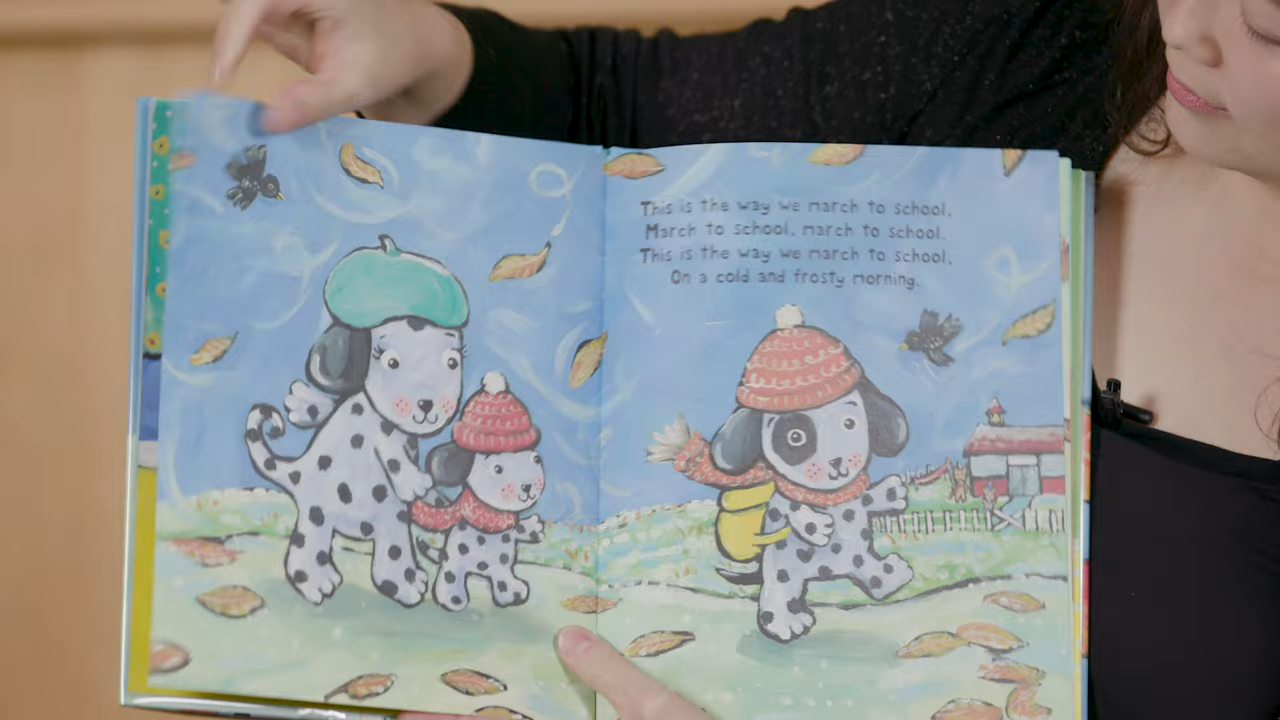 This is the way we march to school,
March to school, march to school.
This is the way we march to school,
On a cold and frosty morning.